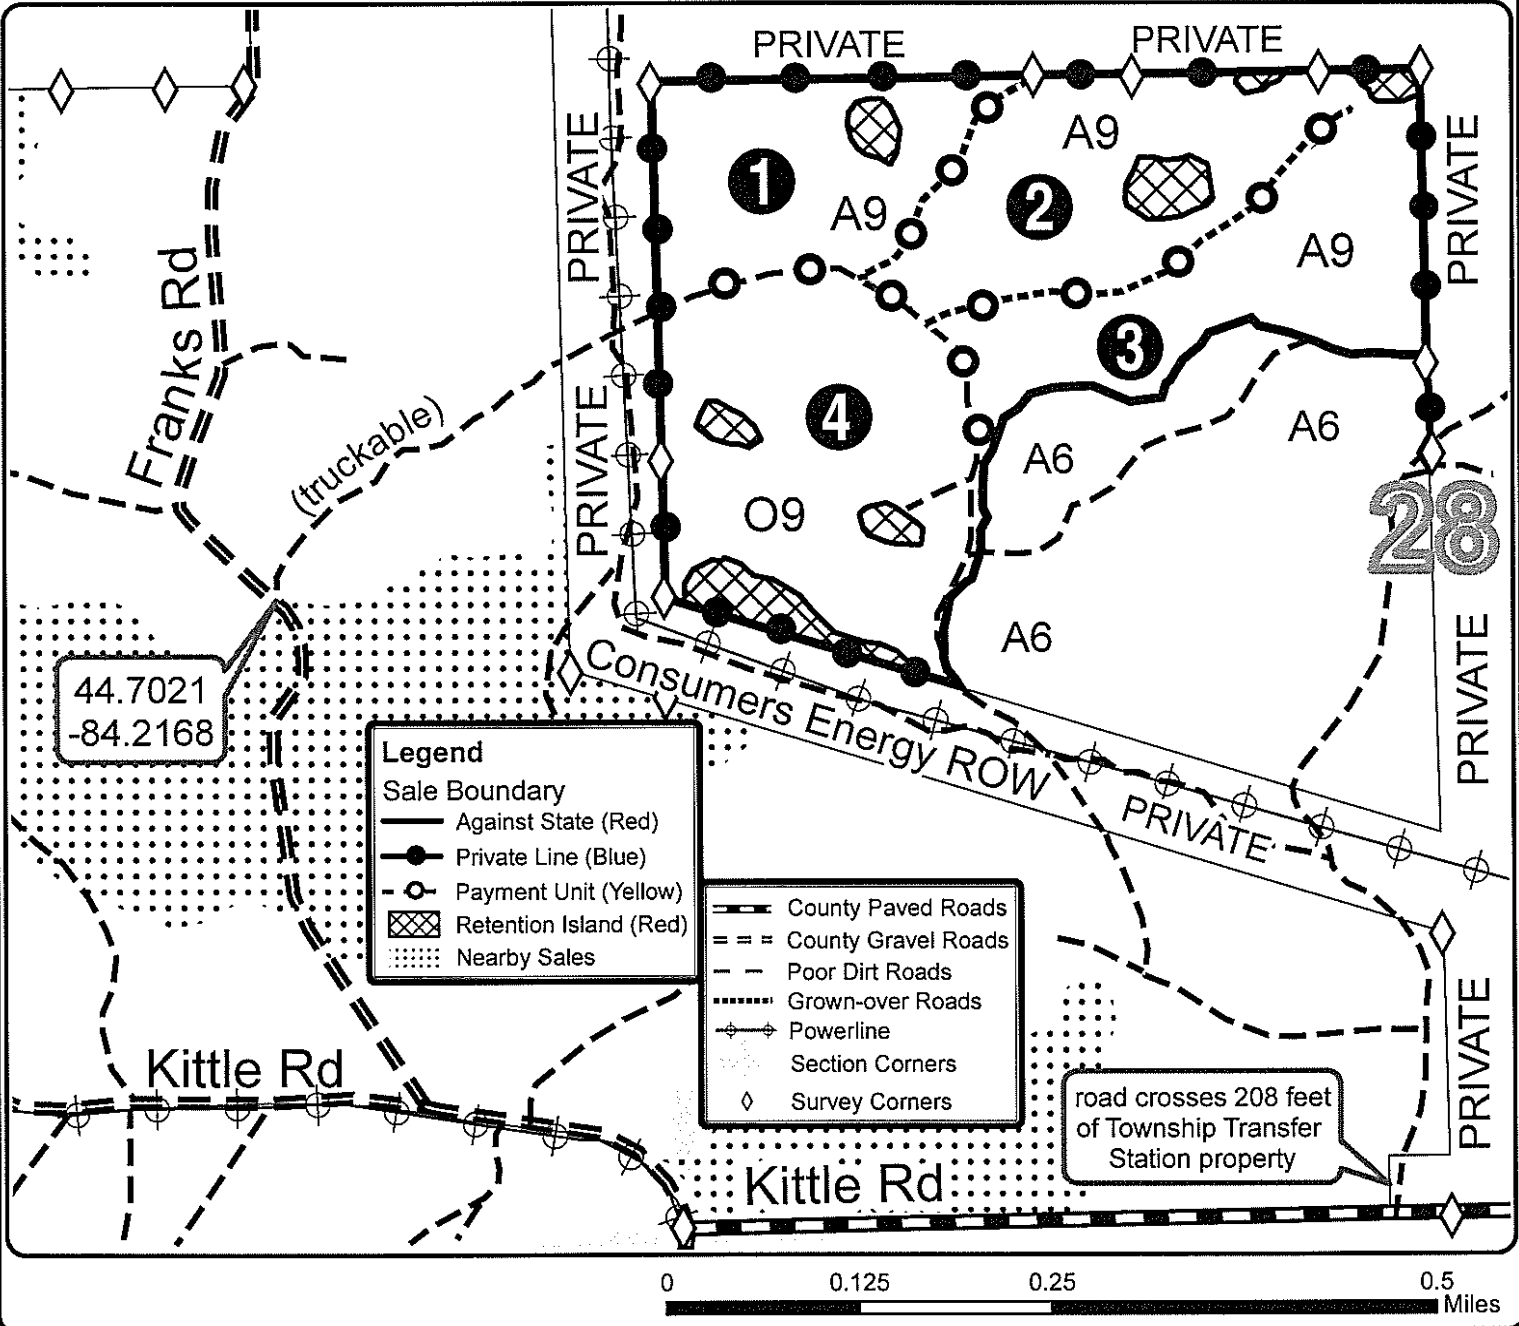 PRIVATE
PRIVATE
PRIVATE
PRIVATE
A9
1
2
A9
A9
Franks Rd
3
(truckable)
PRIVATE
4
A6
A6
O9
28
A6
PRIVATE
44.7021
-84.2168
Consumers Energy ROW
PRIVATE
Legend
Sale Boundary
Against State (Red)
Private Line (Blue)
Payment Unit (Yellow)
Retention Island (Red)
Nearby Sales
County Paved Roads
County Gravel Roads
Poor Dirt Roads
Grown-over Roads
Powerline
Section Corners
Survey Corners
PRIVATE
Kittle Rd
road crosses 208 feet
of Township Transfer
Station property
Kittle Rd
0 0.125 0.25 0.5
Miles